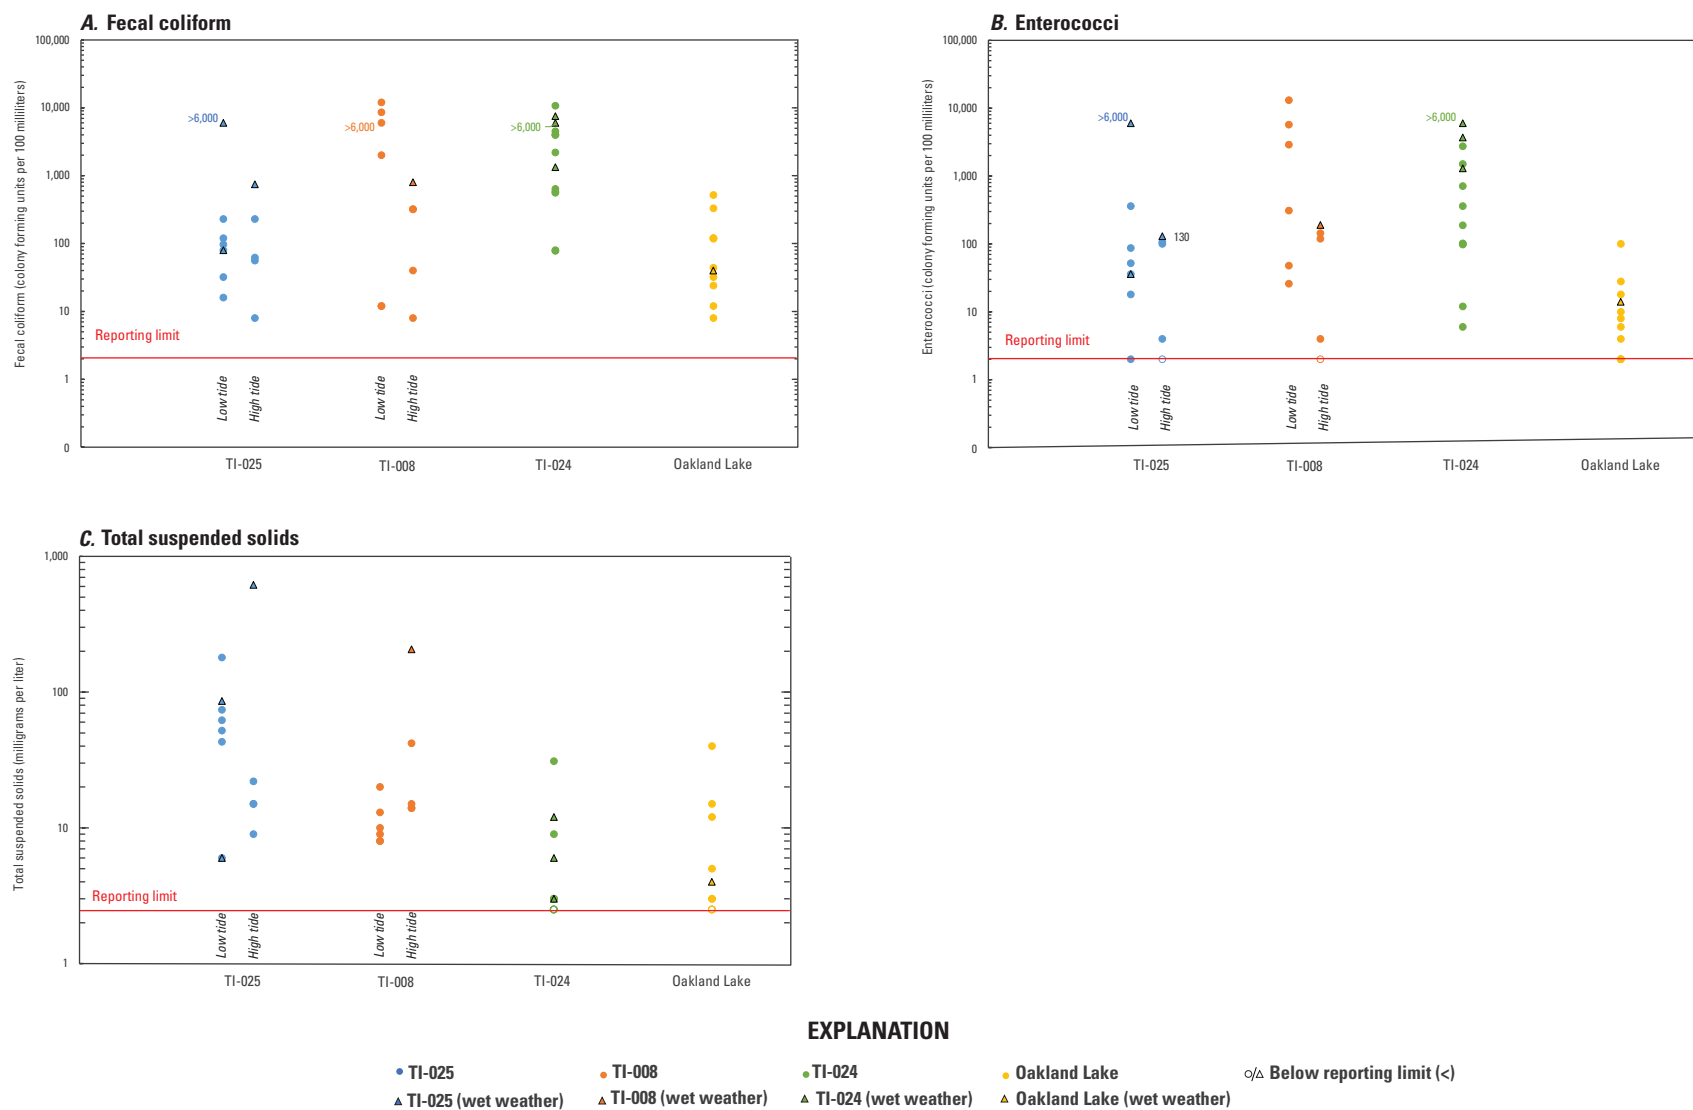 A. Fecal coliform
100,000
10,000
1,000
100
10
1
0
Fecal coliform (colony forming units per 100 milliliters)
>6,000
>6,000
>6,000
Reporting limit
Low tide
High tide
Low tide
High tide
TI-025
TI-008
TI-024
Oakland Lake
B. Enterococci
100,000
10,000
1,000
100
10
1
0
Enterococci (colony forming units per 100 milliliters)
>6,000
>6,000
130
Reporting limit
Low tide
High tide
Low tide
High tide
TI-025
TI-008
TI-024
Oakland Lake
C. Total suspended solids
1,000
100
10
1
Total suspended solids (milligrams per liter)
Reporting limit
Low tide
High tide
Low tide
High tide
TI-025
TI-008
TI-024
Oakland Lake
EXPLANATION
TI-025
TI-008
TI-024
Oakland Lake
Below reporting limit (<)
TI-025 (wet weather)
TI-008 (wet weather)
TI-024 (wet weather)
Oakland Lake (wet weather)